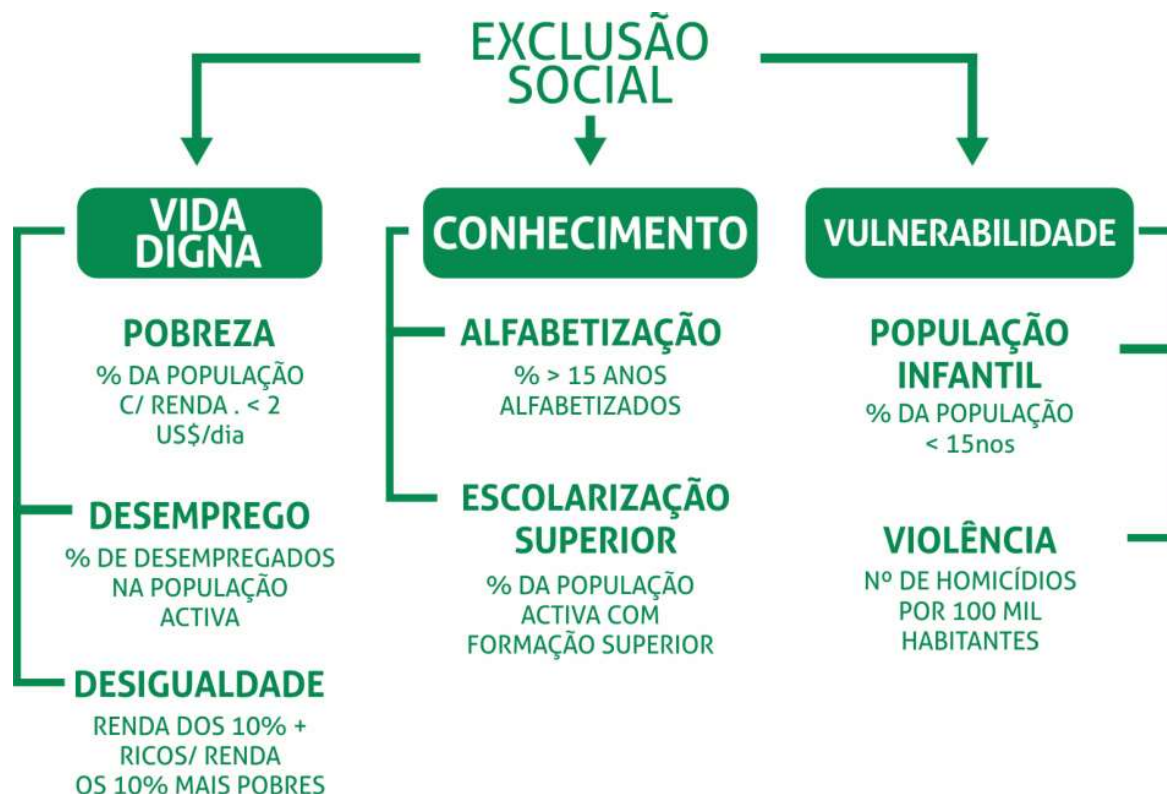 EXCLUSÃO
SOCIAL
VIDA
DIGNA
POBREZA
% DA POPULAÇÃO
C/ RENDA . < 2
US$/dia
DESEMPREGO
% DE DESEMPREGADOS
NA POPULAÇÃO
ACTIVA
DESIGUALDADE
RENDA DOS 10% +
RICOS/ RENDA
OS 10% MAIS POBRES
CONHECIMENTO
ALFABETIZAÇÃO
% > 15 ANOS
ALFABETIZADOS
ESCOLARIZAÇÃO
SUPERIOR
% DA POPULAÇÃO
ACTIVA COM
FORMAÇÃO SUPERIOR
VULNERABILIDADE
POPULAÇÃO
INFANTIL
% DA POPULAÇÃO
< 15nos
VIOLÊNCIA
Nº DE HOMICÍDIOS
POR 100 MIL
HABITANTES